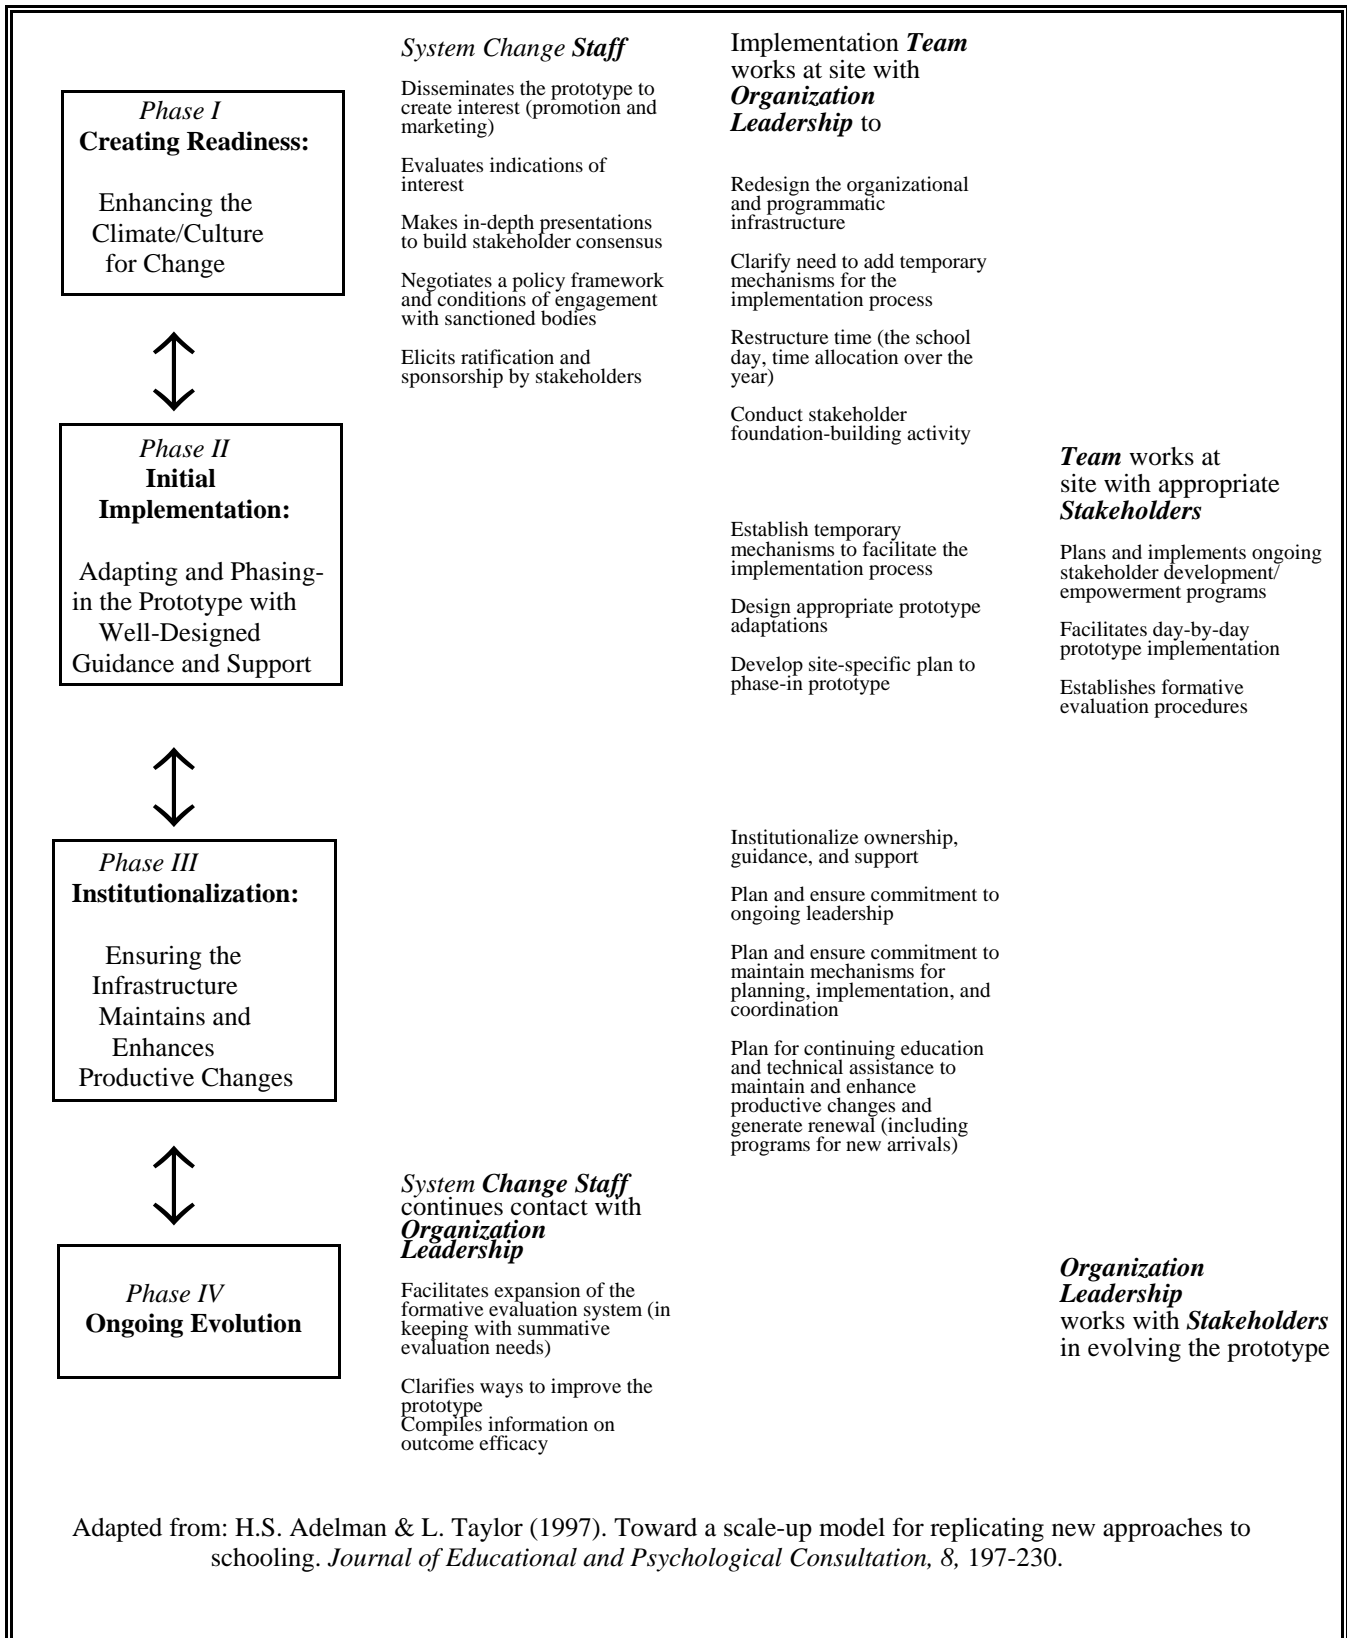 Phase I
Creating Readiness:
Enhancing the
Climate/Culture
for Change
System Change Staff
Disseminates the prototype to
create interest (promotion and
marketing)
Evaluates indications of
interest
Makes in-depth presentations
to build stakeholder consensus
Negotiates a policy framework
and conditions of engagement
with sanctioned bodies
Elicits ratification and
sponsorship by stakeholders
Implementation Team
works at site with
Organization
Leadership to
Redesign the organizational
and programmatic
infrastructure
Clarify need to add temporary
mechanisms for the
implementation process
Restructure time (the school
day, time allocation over the
year)
Conduct stakeholder
foundation-building activity
Phase II
Initial
Implementation:
Adapting and Phasing-
in the Prototype with
Well-Designed
Guidance and Support
Establish temporary
mechanisms to facilitate the
implementation process
Design appropriate prototype
adaptations
Develop site-specific plan to
phase-in prototype
Team works at
site with appropriate
Stakeholders
Plans and implements ongoing
stakeholder development/
empowerment programs
Facilitates day-by-day
prototype implementation
Establishes formative
evaluation procedures
Phase III
Institutionalization:
Ensuring the
Infrastructure
Maintains and
Enhances
Productive Changes
Institutionalize ownership,
guidance, and support
Plan and ensure commitment to
ongoing leadership
Plan and ensure commitment to
maintain mechanisms for
planning, implementation, and
coordination
Plan for continuing education
and technical assistance to
maintain and enhance
productive changes and
generate renewal (including
programs for new arrivals)
Phase IV
Ongoing Evolution
System Change Staff
continues contact with
Organization
Leadership
Facilitates expansion of the
formative evaluation system (in
keeping with summative
evaluation needs)
Clarifies ways to improve the
prototype
Compiles information on
outcome efficacy
Organization
Leadership
works with Stakeholders
in evolving the prototype
Adapted from: H.S. Adelman & L. Taylor (1997). Toward a scale-up model for replicating new approaches to
schooling. Journal of Educational and Psychological Consultation, 8, 197-230.